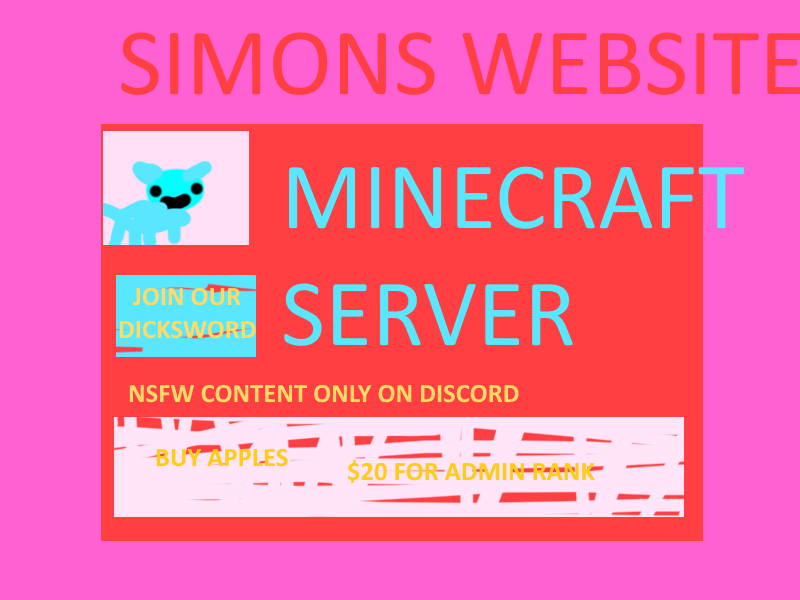 SIMONS WEBSITE
MINECRAFT
SERVER
JOIN OUR
DICKSWORD
NSFW CONTENT ONLY ON DISCORD
BUY APPLES
$20 FOR ADMIN RANK